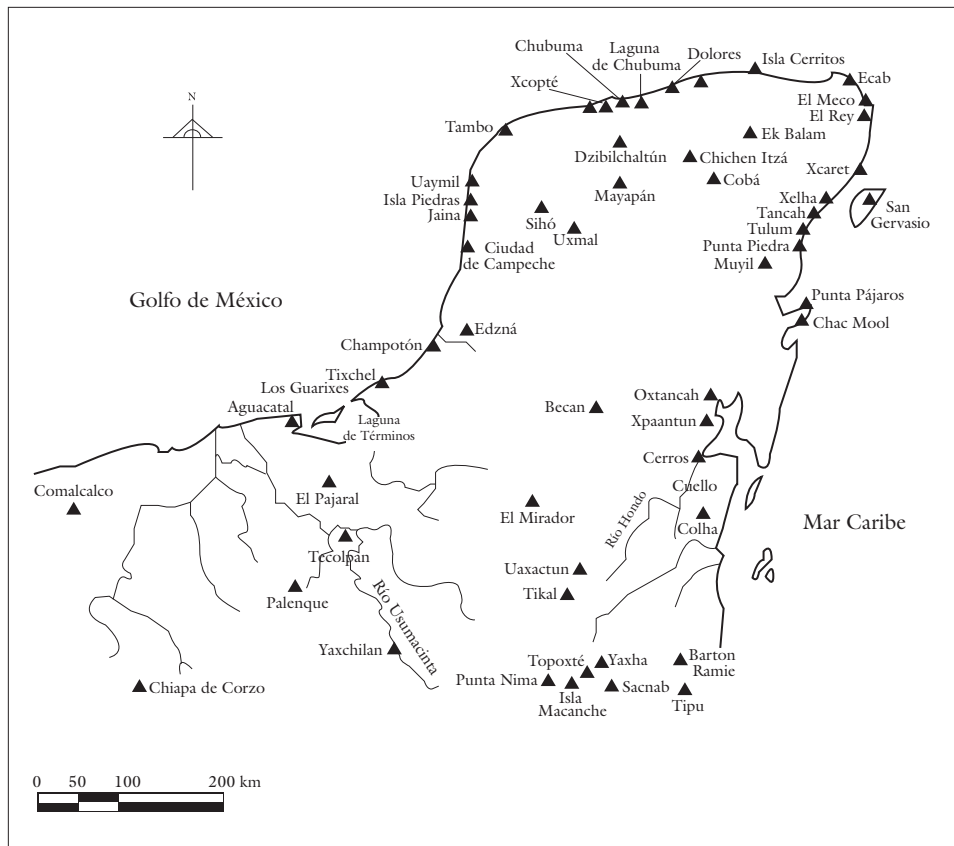 Chubuma
Laguna
de Chubuma
Dolores
Isla Cerritos
Xcopté
Ecab
El Meco
El Rey
N
Tambo
Ek Balam
Dzibilchaltún
Chichen Itzá
Xcaret
Uaymil
Mayapán
Cobá
Isla Piedras
Xelha
Jaina
Sihó
Tancah
San
Gervasio
Uxmal
Tulum
Ciudad
de Campeche
Punta Piedra
Muyil
Golfo de México
Punta Pájaros
Edzná
Chac Mool
Champotón
Tixchel
Los Guarixes
Oxtancah
Aguacatal
Becan
Laguna
de Términos
Xpaantun
Cerros
Comalcalco
El Pajaral
Cuello
El Mirador
Río Hondo
Colha
Mar Caribe
Tecolpan
Uaxactun
Palenque
Río Usumacinta
Tikal
Yaxchilan
Topoxté
Yaxha
Barton
Ramie
Punta Nima
Chiapa de Corzo
Isla
Macanche
Sacnab
Tipu
0 50 100 200 km